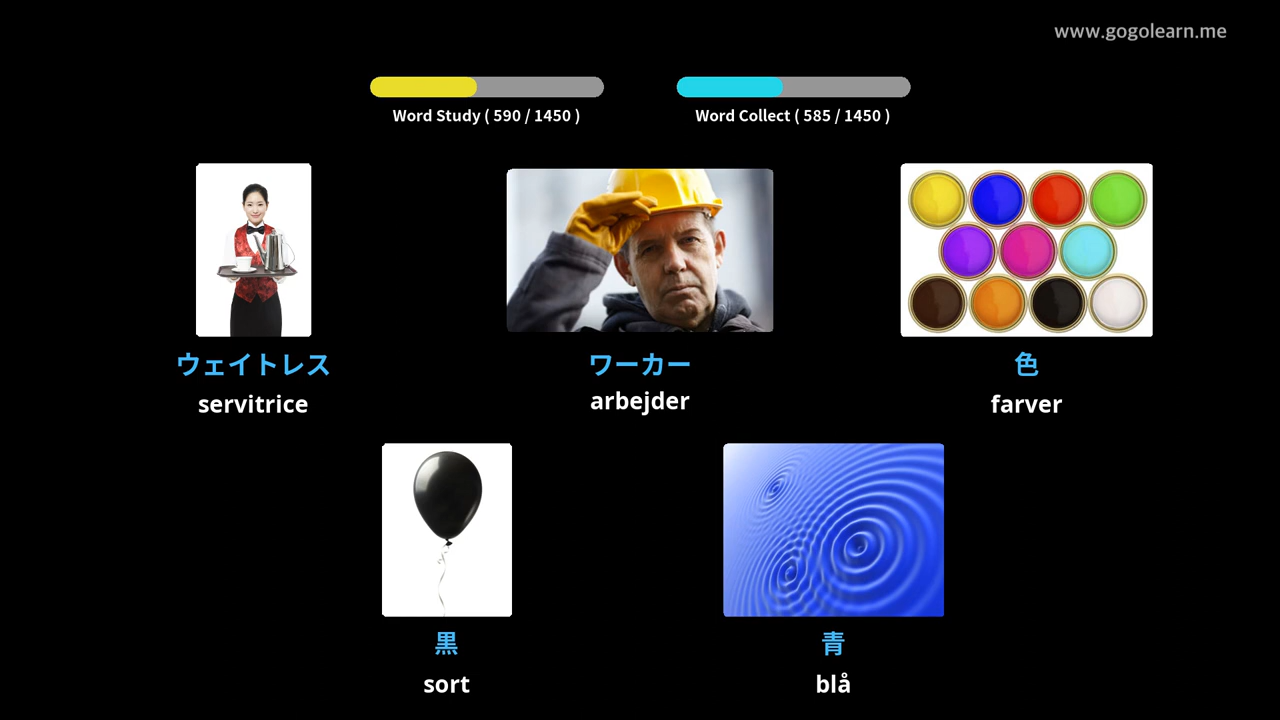 www.gogolearn.me
Word Study ( 590 / 1450 )
Word Collect ( 585 / 1450 )
ウェイトレス
servitrice
ワーカー
arbejder
色
farver
黒
sort
青
blå